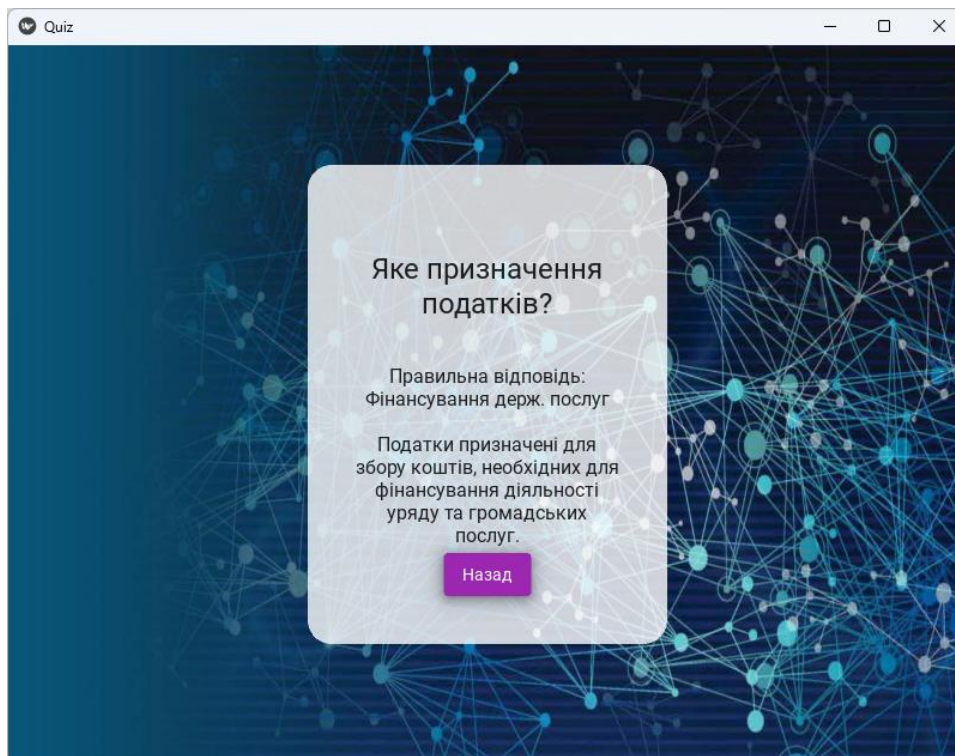 Quiz
Яке призначення
податків?
Правильна відповідь:
Фінансування держ. послуг
Податки призначені для
збору коштів, необхідних для
фінансування діяльності
уряду та громадських
послуг.
Назад